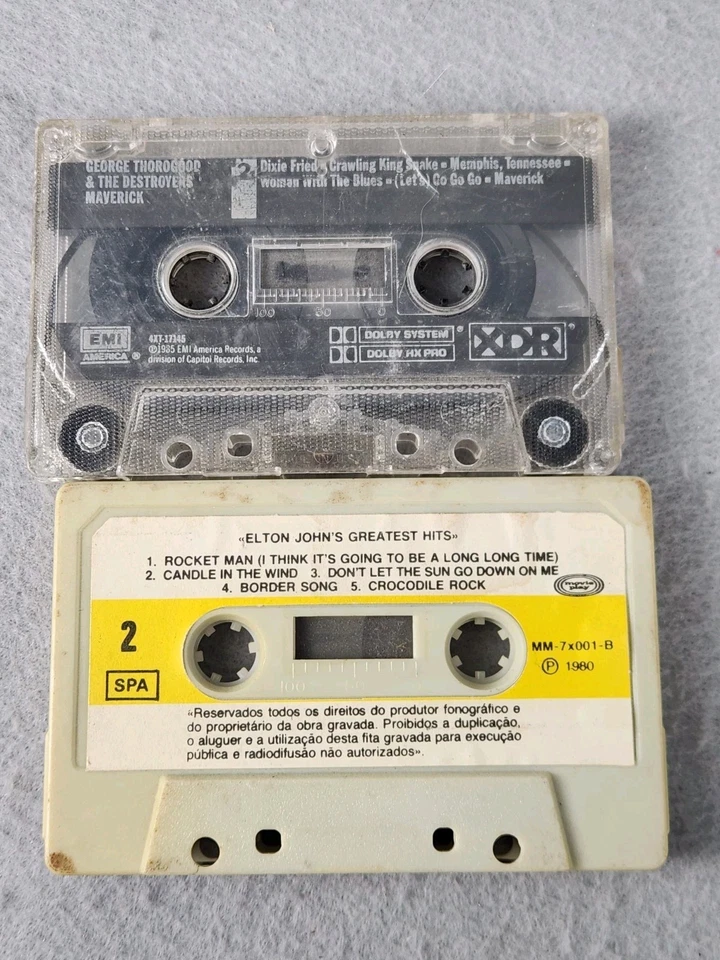 GEORGE THOROGOOD
& THE DESTROYERS
MAVERICK
2
Dixie Fried ▪ Crawling King Snake ▪ Memphis, Tennessee ▪
Woman With The Blues ▪ (Let's) Go Go Go ▪ Maverick
100 50 0
EMI
AMERICA ®
4XT-17145
℗1985 EMI America Records, a
division of Capitol Records, Inc.
DOLBY SYSTEM ®
DOLBY HX PRO
XDR ®
«ELTON JOHN'S GREATEST HITS»
1. ROCKET MAN (I THINK IT'S GOING TO BE A LONG LONG TIME)
2. CANDLE IN THE WIND 3. DON'T LET THE SUN GO DOWN ON ME
4. BORDER SONG 5. CROCODILE ROCK
movie
play
2
SPA
100
MM-7x001-B
℗ 1980
«Reservados todos os direitos do produtor fonográfico e
do proprietário da obra gravada. Proibidos a duplicação,
o aluguer e a utilização desta fita gravada para execução
pública e radiodifusão não autorizados».